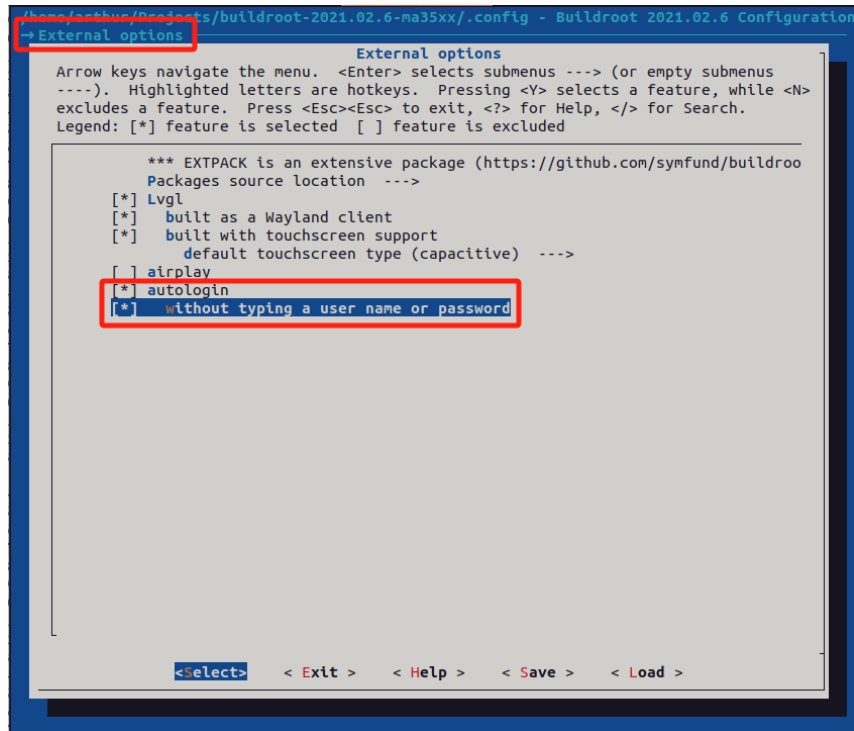 /home/arthur/Projects/buildroot-2021.02.6-ma35xx/.config - Buildroot 2021.02.6 Configuration
→ External options
External options
Arrow keys navigate the menu. <Enter> selects submenus ---> (or empty submenus
----). Highlighted letters are hotkeys. Pressing <Y> selects a feature, while <N>
excludes a feature. Press <Esc><Esc> to exit, <?> for Help, </> for Search.
Legend: [*] feature is selected [ ] feature is excluded
*** EXTPACK is an extensive package (https://github.com/symfund/buildroo
Packages source location --->
[*] Lvgl
[*] built as a Wayland client
[*] built with touchscreen support
default touchscreen type (capacitive) --->
[ ] airplay
[*] autologin
[*] without typing a user name or password
<Select> < Exit > < Help > < Save > < Load >